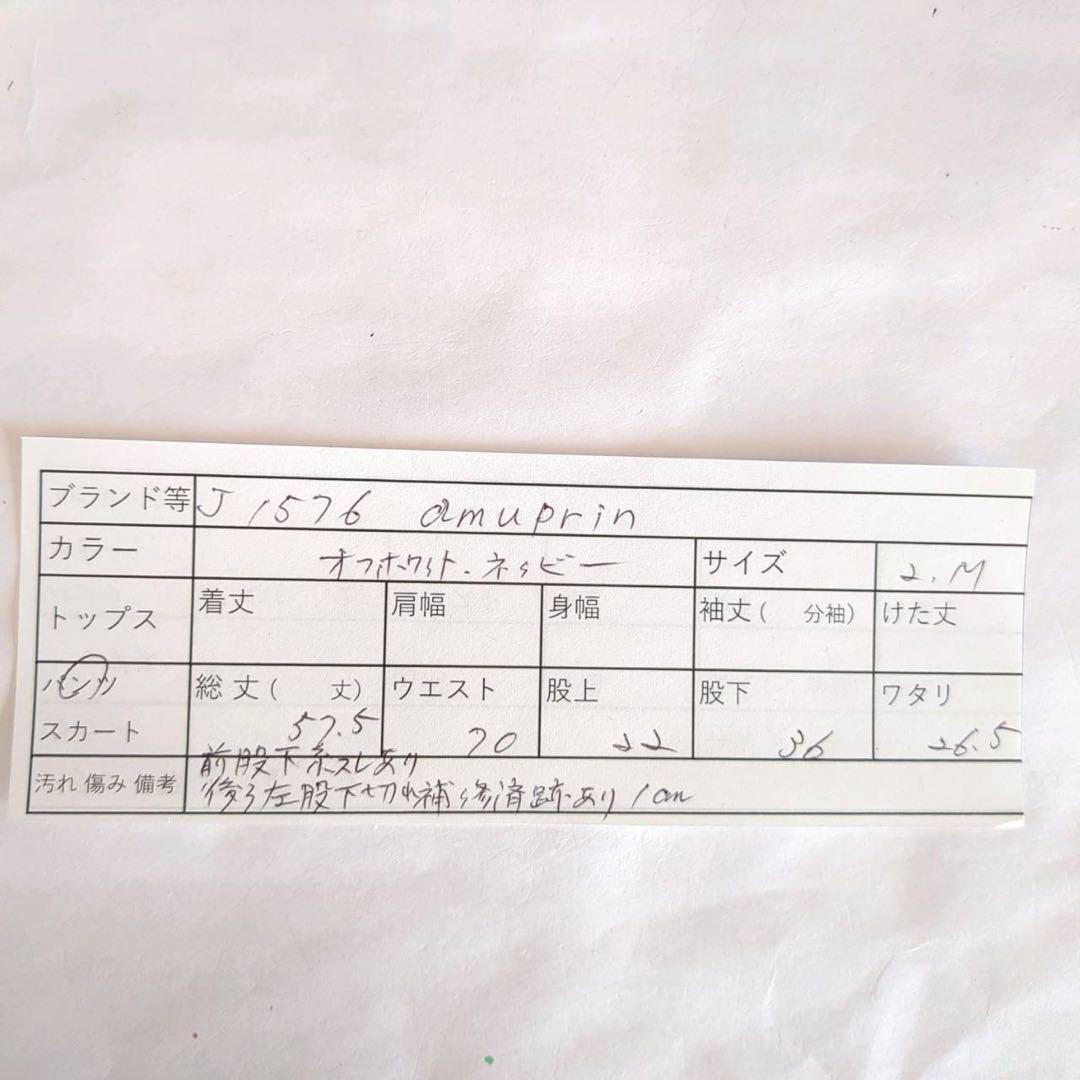 ブランド等 J 1576 amuprin
カラー オフホワイト.ネイビー サイズ 2.M
トップス 着丈 肩幅 身幅 袖丈( 分袖) けた丈
パンツ 総丈( 丈) ウエスト 股上 股下 ワタリ
スカート 57.5 70 22 36 26.5
前股下糸スレあり
汚れ 傷み 備考 後ろ左股下切れ補修済跡あり 1cm